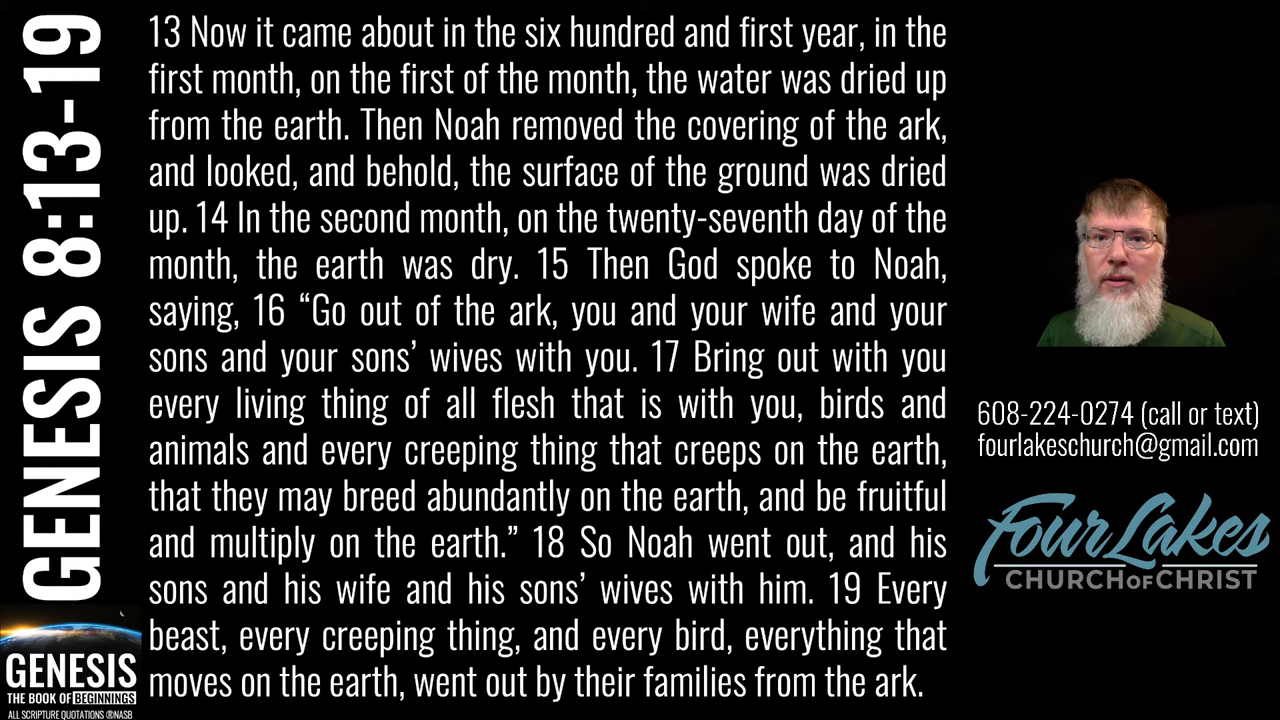 GENESIS 8:13-19
13 Now it came about in the six hundred and first year, in the
first month, on the first of the month, the water was dried up
from the earth. Then Noah removed the covering of the ark,
and looked, and behold, the surface of the ground was dried
up. 14 In the second month, on the twenty-seventh day of the
month, the earth was dry. 15 Then God spoke to Noah,
saying, 16 “Go out of the ark, you and your wife and your
sons and your sons’ wives with you. 17 Bring out with you
every living thing of all flesh that is with you, birds and
animals and every creeping thing that creeps on the earth,
that they may breed abundantly on the earth, and be fruitful
and multiply on the earth.” 18 So Noah went out, and his
sons and his wife and his sons’ wives with him. 19 Every
beast, every creeping thing, and every bird, everything that
moves on the earth, went out by their families from the ark.
GENESIS
THE BOOK OF BEGINNINGS
ALL SCRIPTURE QUOTATIONS ®NASB
608-224-0274 (call or text)
fourlakeschurch@gmail.com
Four Lakes
CHURCH OF CHRIST